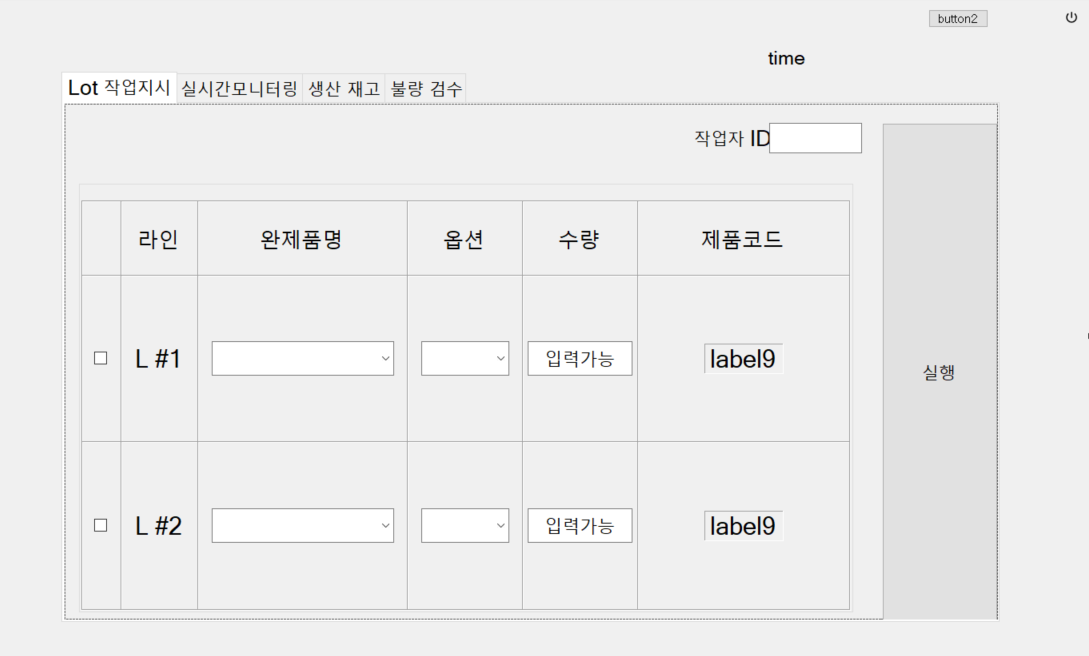 button2
time
Lot 작업지시 실시간모니터링 생산 재고 불량 검수
작업자 ID
라인 완제품명 옵션 수량 제품코드
L #1 입력가능 label9
실행
L #2 입력가능 label9